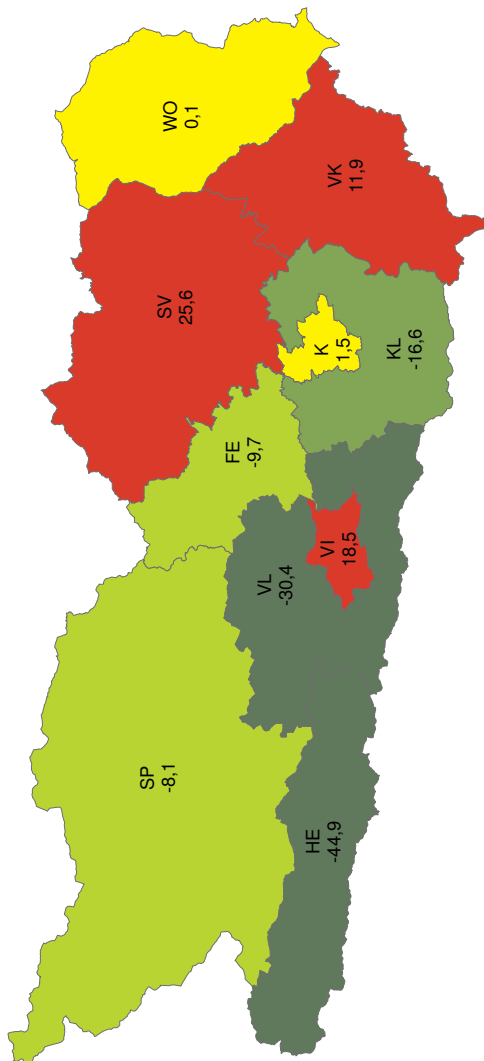 WO
0,1
VK
11,9
SV
25,6
K
1,5
KL
-16,6
FE
-9,7
VI
18,5
VL
-30,4
SP
-8,1
HE
-44,9